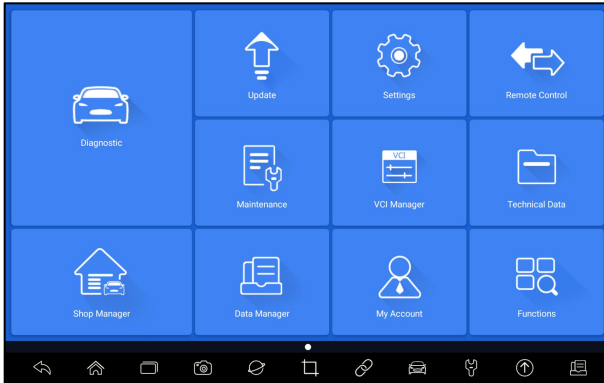 Update
Settings
Remote Control
Diagnostic
VCI
Maintenance
VCI Manager
Technical Data
Shop Manager
Data Manager
My Account
Functions